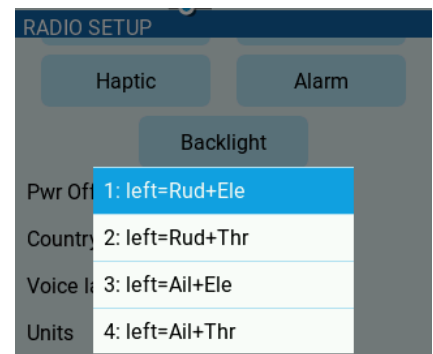 RADIO SETUP
Haptic
Alarm
Backlight
Pwr Off
1: left=Rud+Ele
Country
2: left=Rud+Thr
Voice
3: left=Ail+Ele
Units
4: left=Ail+Thr